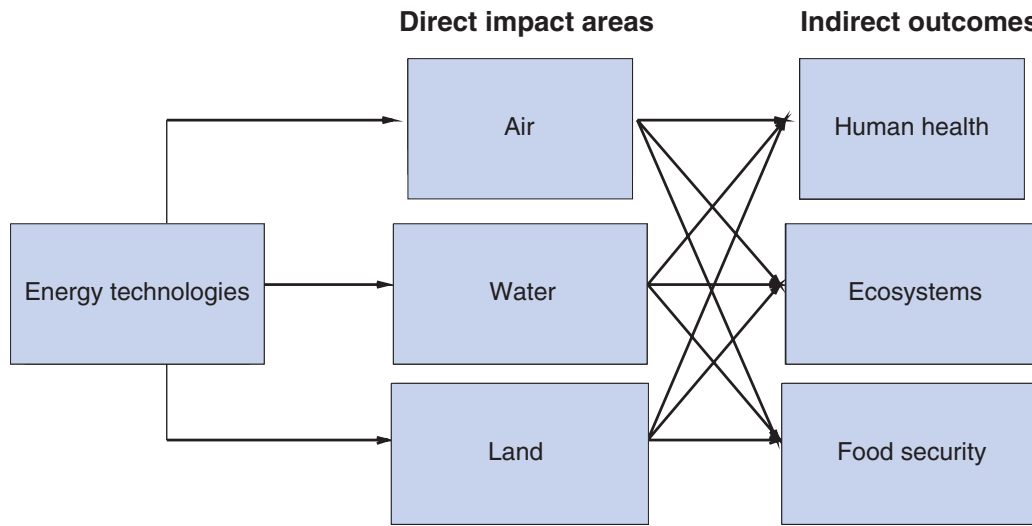 Direct impact areas
Indirect outcomes
Air
Human health
Energy technologies
Water
Ecosystems
Land
Food security